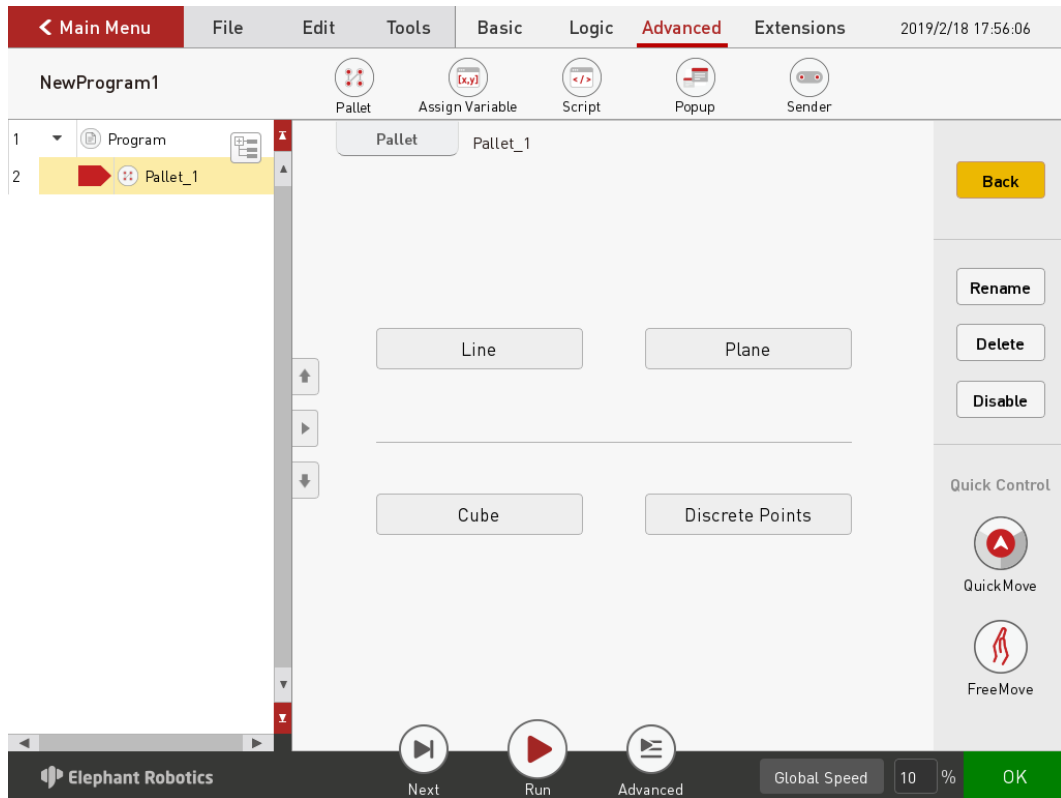 Main Menu File Edit Tools Basic Logic Advanced Extensions 2019/2/18 17:56:06
NewProgram1
Pallet Assign Variable Script Popup Sender
[x,y] </>
1 Program
2 Pallet_1
Pallet Pallet_1
Back
Rename
Line Plane
Delete
Disable
Cube Discrete Points
Quick Control
QuickMove
FreeMove
Elephant Robotics
Next Run Advanced
Global Speed 10 % OK